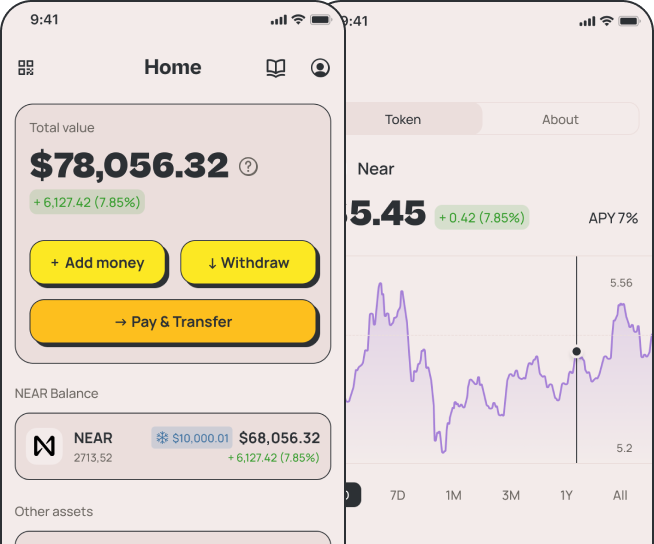 9:41
Home
Total value
$78,056.32
+ 6,127.42 (7.85%)
+ Add money
↓ Withdraw
→ Pay & Transfer
NEAR Balance
NEAR
$10,000.01
$68,056.32
2713,52
+ 6,127.42 (7.85%)
Other assets
9:41
Token
About
Near
5.45
+ 0.42 (7.85%)
APY 7%
5.56
5.2
7D
1M
3M
1Y
All